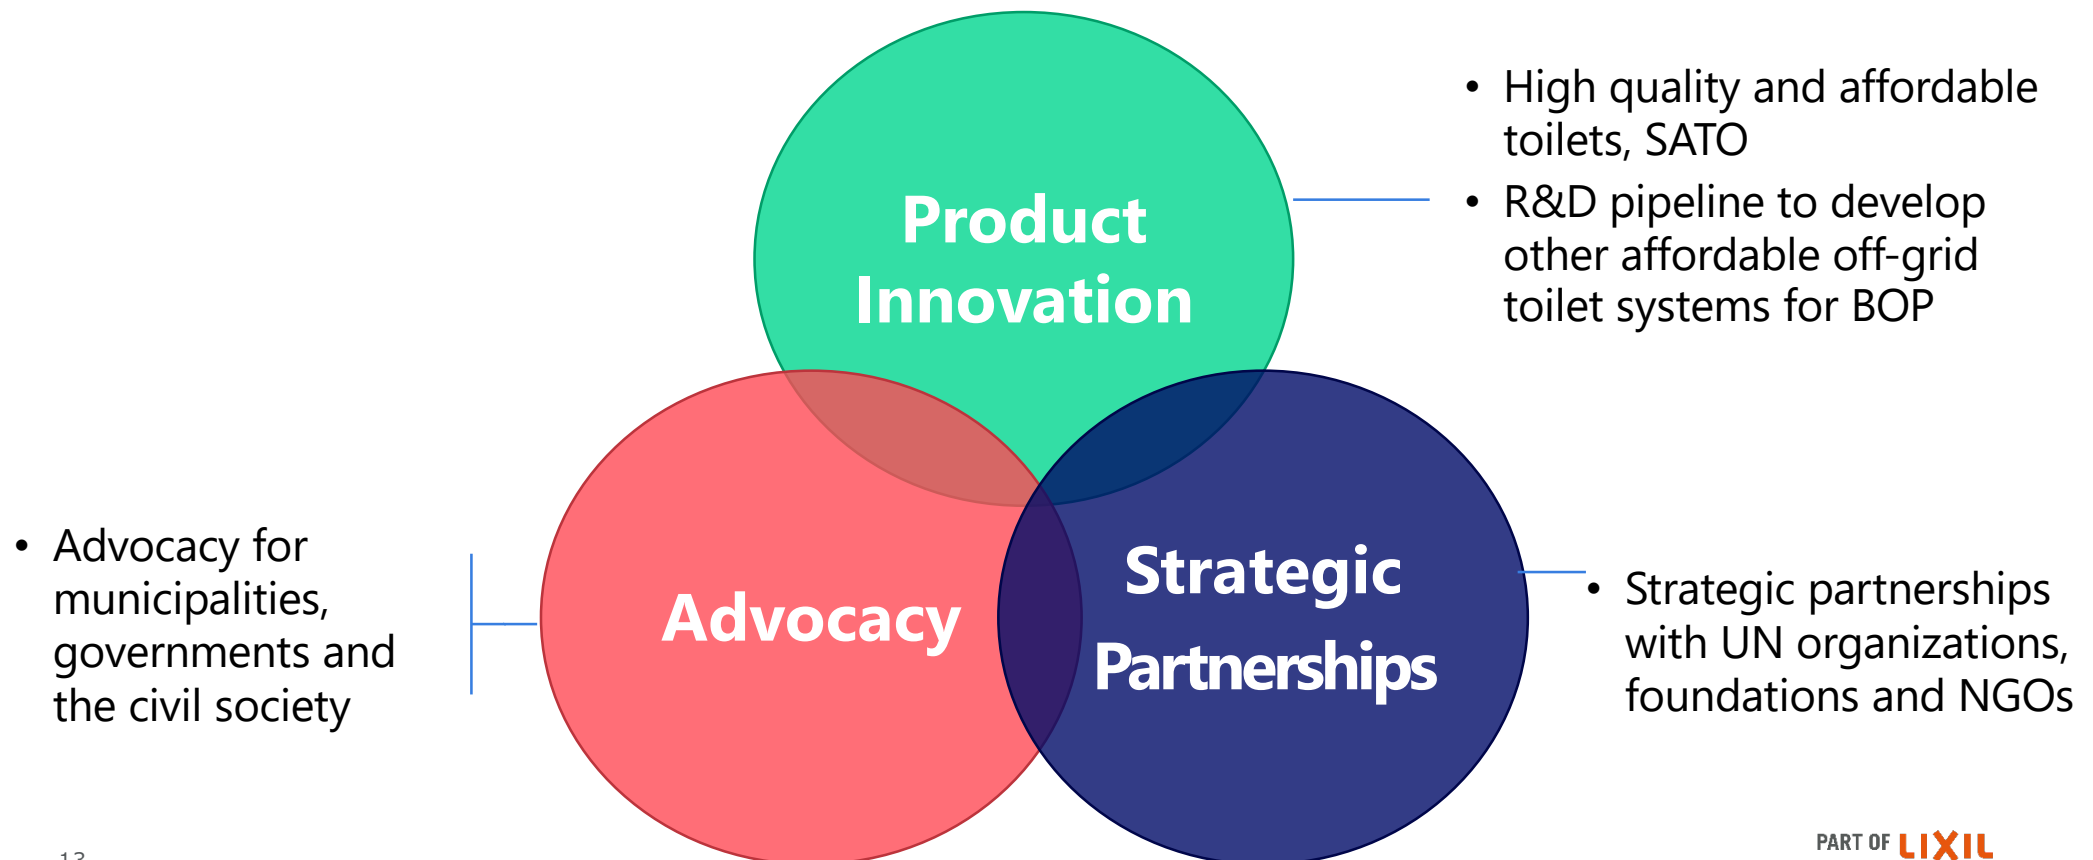 • High quality and affordable
toilets, SATO
• R&D pipeline to develop
other affordable off-grid
toilet systems for BOP
Product
Innovation
• Advocacy for
municipalities,
governments and
the civil society
Advocacy
Strategic
Partnerships
• Strategic partnerships
with UN organizations,
foundations and NGOs
PART OF LIXIL
13